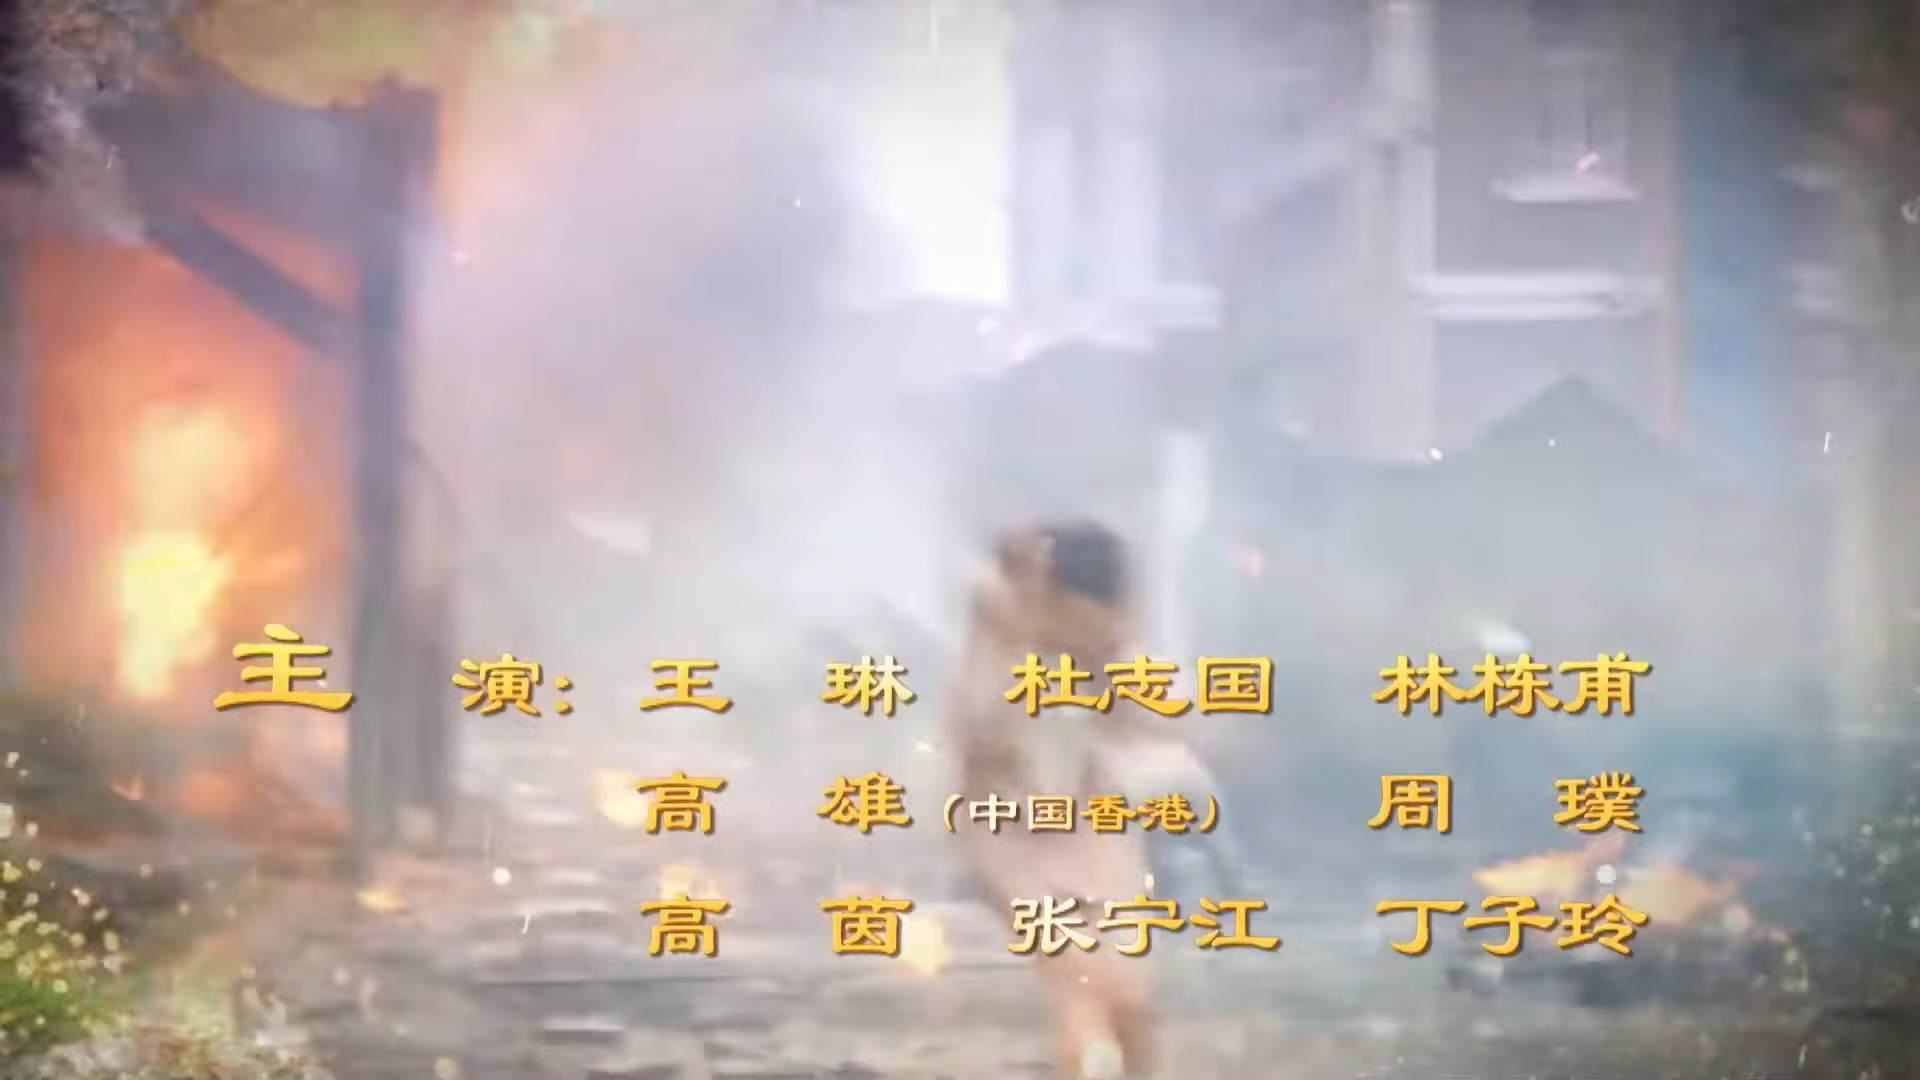 主演：王琳 杜志国 林栋甫
高雄（中国香港） 周璞
高茵 张宁江 丁子玲